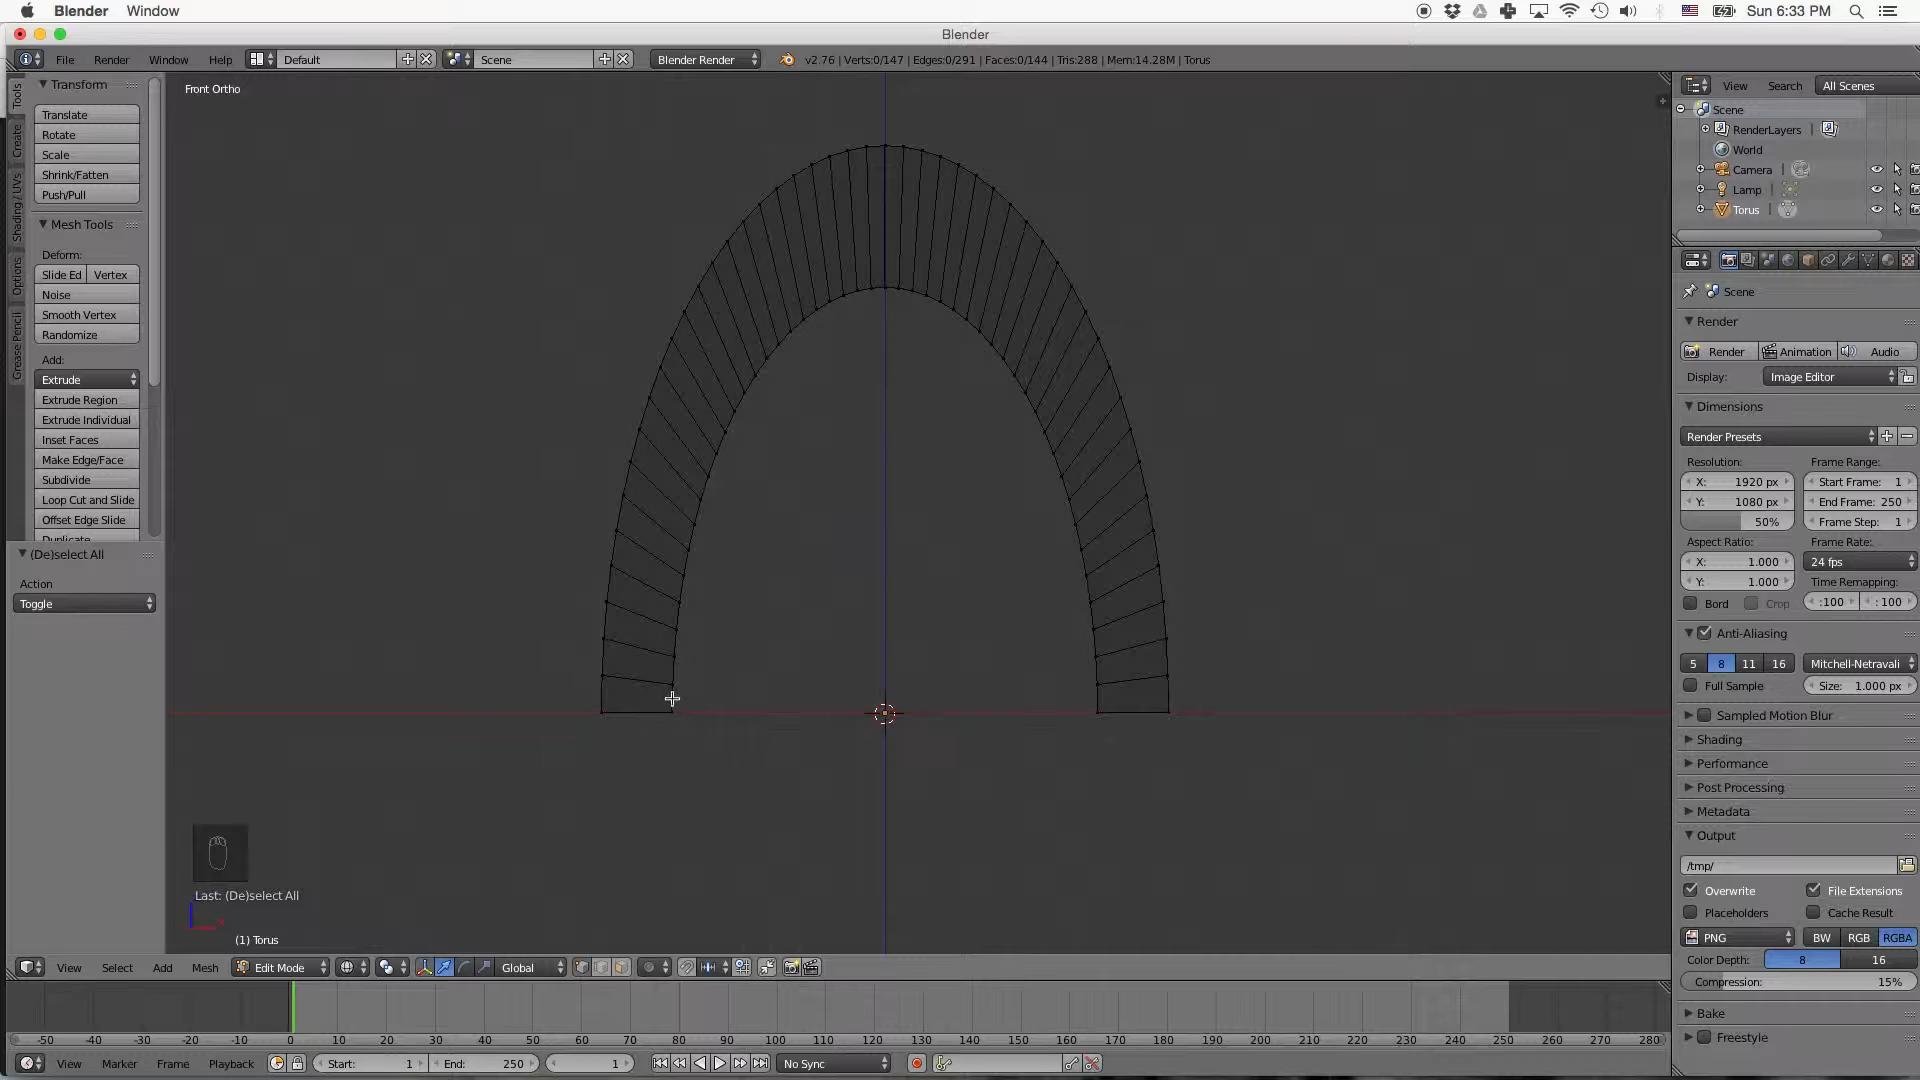 Blender Window Sun 6:33 PM
Blender
File Render Window Help Default Scene Blender Render v2.76 | Verts:0/147 | Edges:0/291 | Faces:0/144 | Tris:288 | Mem:14.28M | Torus
Tools
Create
Shading / UVs
Options
Grease Pencil
Transform
Translate
Rotate
Scale
Shrink/Fatten
Push/Pull
Mesh Tools
Deform:
Slide Ed Vertex
Noise
Smooth Vertex
Randomize
Add:
Extrude
Extrude Region
Extrude Individual
Inset Faces
Make Edge/Face
Subdivide
Loop Cut and Slide
Offset Edge Slide
Duplicate
(De)select All
Action
Toggle
Front Ortho
Last: (De)select All
(1) Torus
View Select Add Mesh Edit Mode Global
-50 -40 -30 -20 -10 0 10 20 30 40 50 60 70 80 90 100 110 120 130 140 150 160 170 180 190 200 210 220 230 240 250 260 270 280
View Marker Frame Playback Start: 1 End: 250 1 No Sync
View Search All Scenes
Scene
RenderLayers |
World
Camera |
Lamp |
Torus |
Scene
Render
Render Animation Audio
Display: Image Editor
Dimensions
Render Presets
Resolution: Frame Range:
X: 1920 px Start Frame: 1
Y: 1080 px End Frame: 250
50% Frame Step: 1
Aspect Ratio: Frame Rate:
X: 1.000 24 fps
Y: 1.000 Time Remapping:
Bord Crop :100 : 100
Anti-Aliasing
5 8 11 16 Mitchell-Netravali
Full Sample Size: 1.000 px
Sampled Motion Blur
Shading
Performance
Post Processing
Metadata
Output
/tmp/
Overwrite File Extensions
Placeholders Cache Result
PNG BW RGB RGBA
Color Depth: 8 16
Compression: 15%
Bake
Freestyle